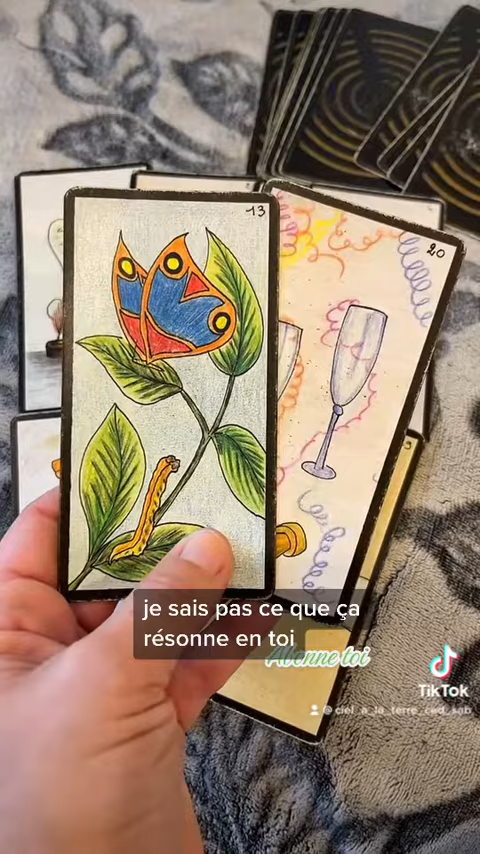 13
20
je sais pas ce que ça
résonne en toi
Abonne toi
TikTok
@ciel_a_la_terre_ced_sab